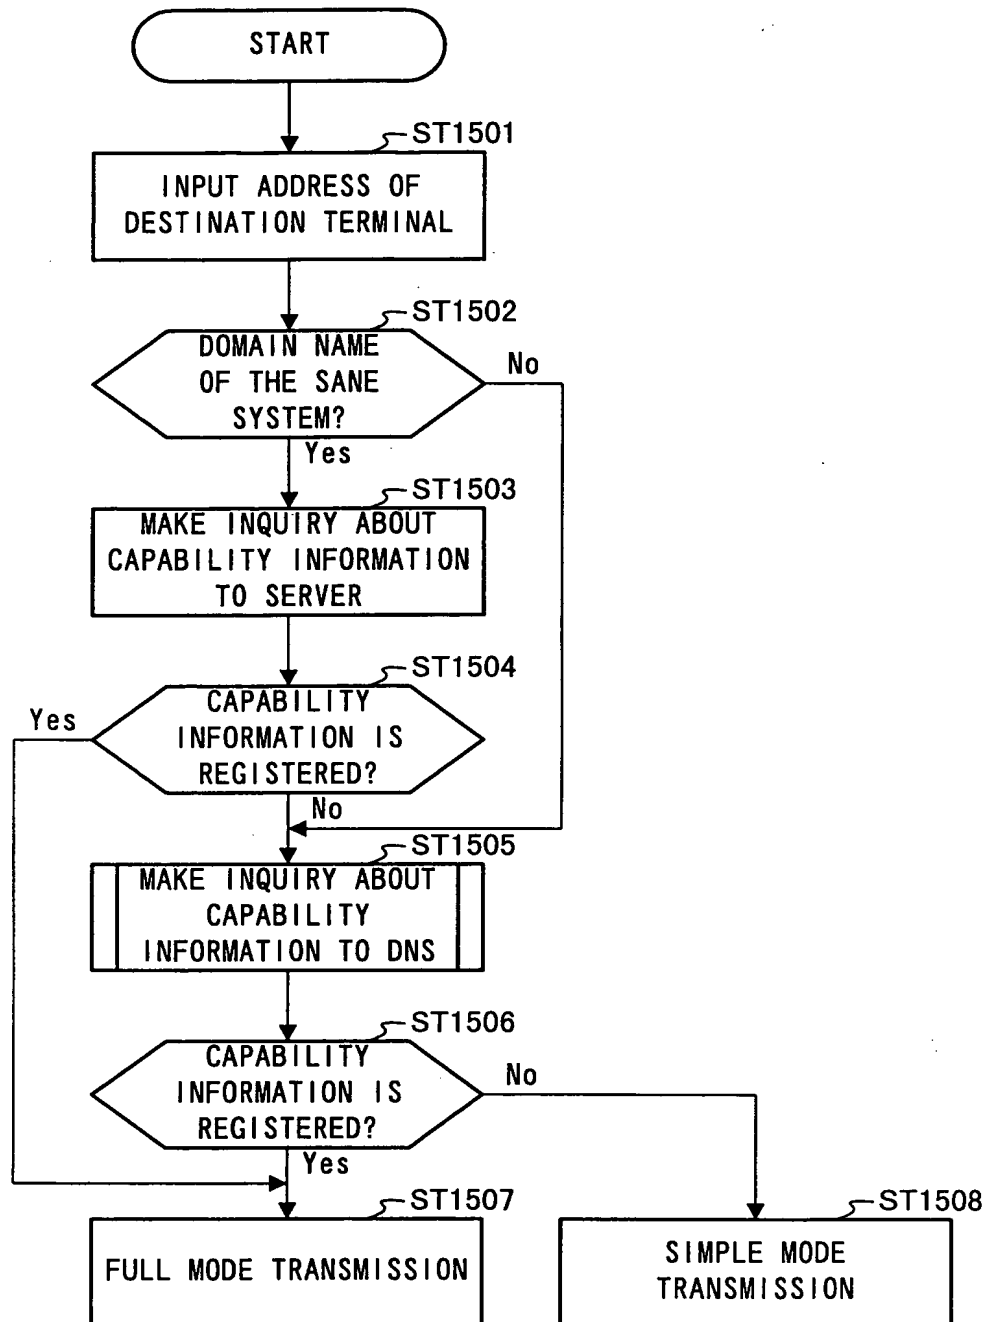 START
ST1501
INPUT ADDRESS OF
DESTINATION TERMINAL
ST1502
DOMAIN NAME
OF THE SANE
SYSTEM?
No
Yes
ST1503
MAKE INQUIRY ABOUT
CAPABILITY INFORMATION
TO SERVER
ST1504
CAPABILITY
INFORMATION IS
REGISTERED?
Yes
No
ST1505
MAKE INQUIRY ABOUT
CAPABILITY
INFORMATION TO DNS
ST1506
CAPABILITY
INFORMATION IS
REGISTERED?
No
Yes
ST1507
FULL MODE TRANSMISSION
ST1508
SIMPLE MODE
TRANSMISSION